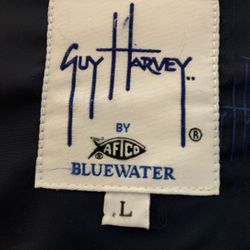 GUY HARVEY..
BY
AFTCO ®
BLUEWATER
L